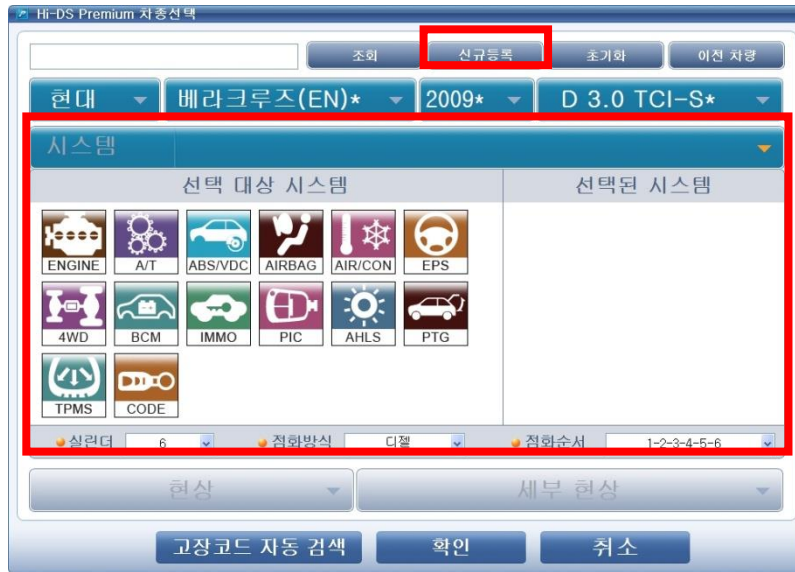 Hi-DS Premium 차종선택
조회 신규등록 초기화 이전 차량
현대 베라크루즈(EN)* 2009* D 3.0 TCI-S*
시스템
선택 대상 시스템 선택된 시스템
ENGINE A/T ABS/VDC AIRBAG AIR/CON EPS
4WD BCM IMMO PIC AHLS PTG
TPMS CODE
실린더 6 점화방식 디젤 점화순서 1-2-3-4-5-6
현상 세부 현상
고장코드 자동 검색 확인 취소